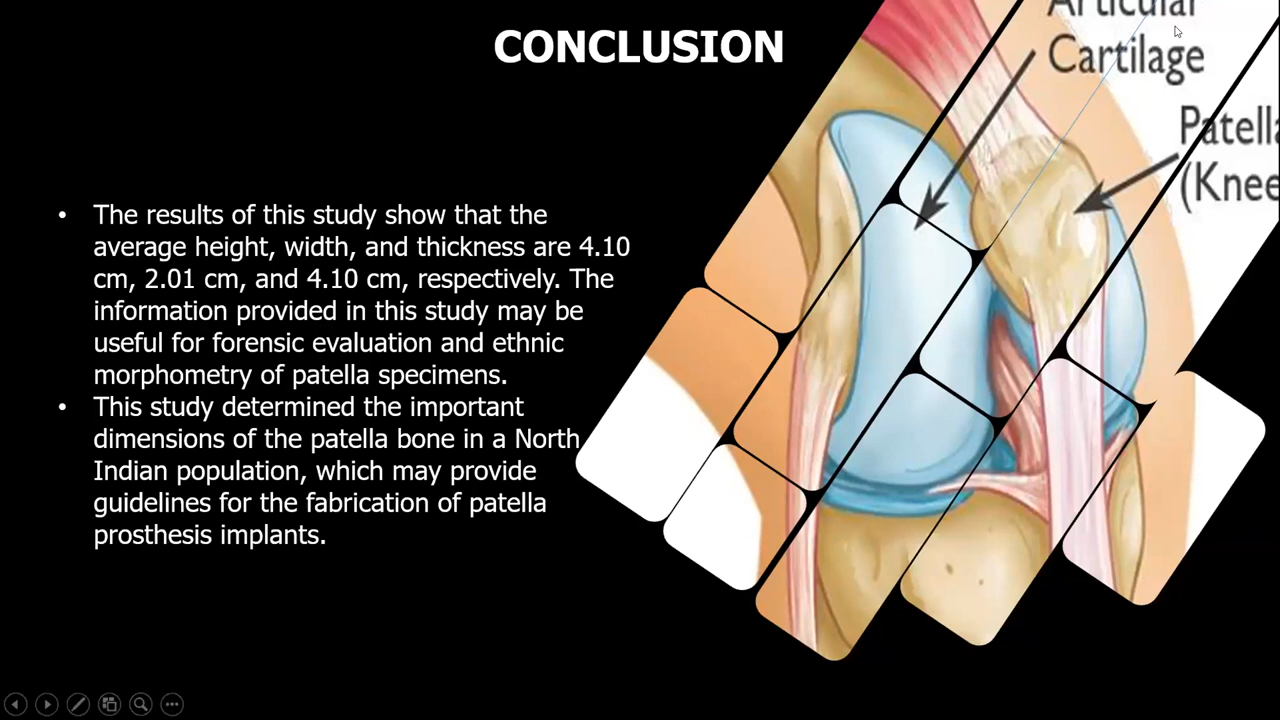 CONCLUSION
Articular
Cartilage
Patella
(Knee
• The results of this study show that the
average height, width, and thickness are 4.10
cm, 2.01 cm, and 4.10 cm, respectively. The
information provided in this study may be
useful for forensic evaluation and ethnic
morphometry of patella specimens.
• This study determined the important
dimensions of the patella bone in a North
Indian population, which may provide
guidelines for the fabrication of patella
prosthesis implants.